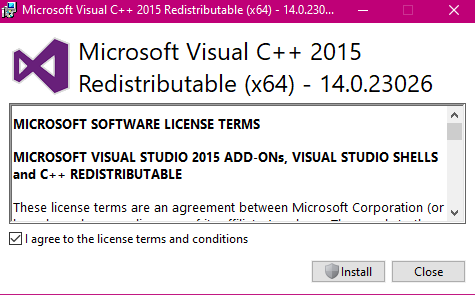 Microsoft Visual C++ 2015 Redistributable (x64) - 14.0.230...
Microsoft Visual C++ 2015
Redistributable (x64) - 14.0.23026
MICROSOFT SOFTWARE LICENSE TERMS
MICROSOFT VISUAL STUDIO 2015 ADD-ONs, VISUAL STUDIO SHELLS
and C++ REDISTRIBUTABLE
These license terms are an agreement between Microsoft Corporation (or
I agree to the license terms and conditions
Install
Close